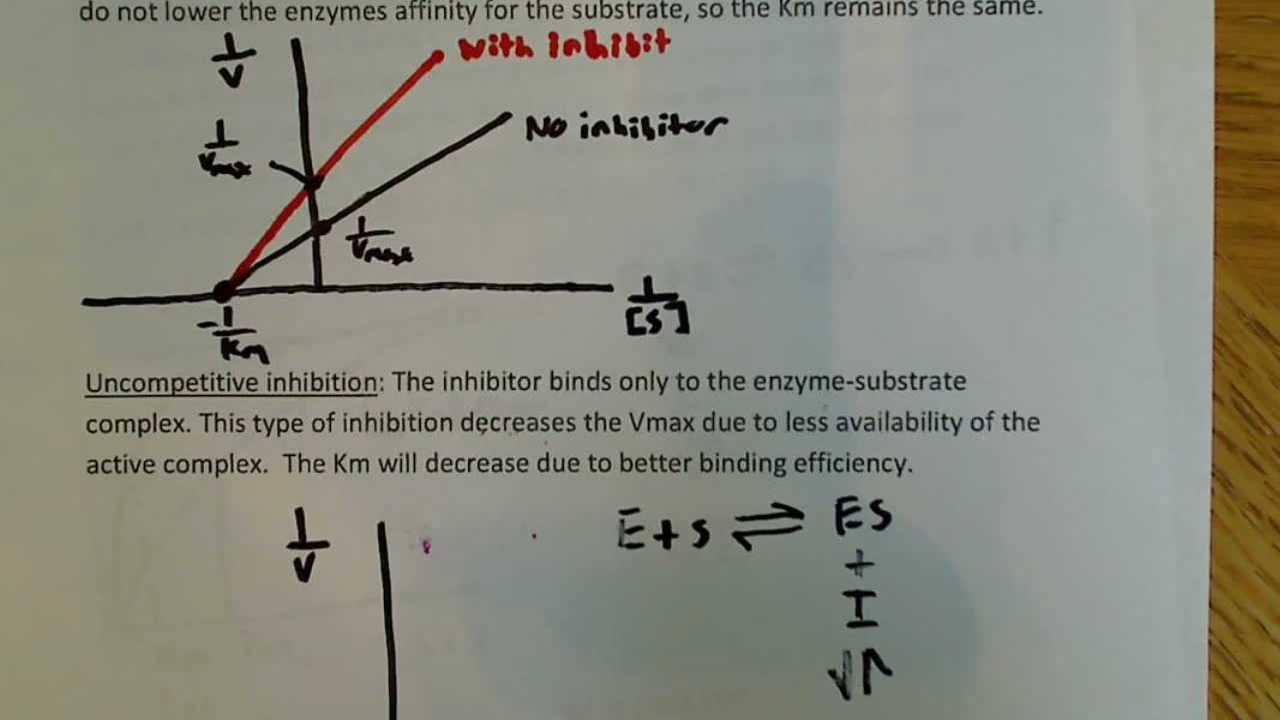 do not lower the enzymes affinity for the substrate, so the Km remains the same.
1/V
with inhibit
1/Vmax
No inhibitor
1/Vmax
-1/Km
1/[S]
Uncompetitive inhibition: The inhibitor binds only to the enzyme-substrate
complex. This type of inhibition decreases the Vmax due to less availability of the
active complex. The Km will decrease due to better binding efficiency.
1/V
E+S ⇌ ES
+
I